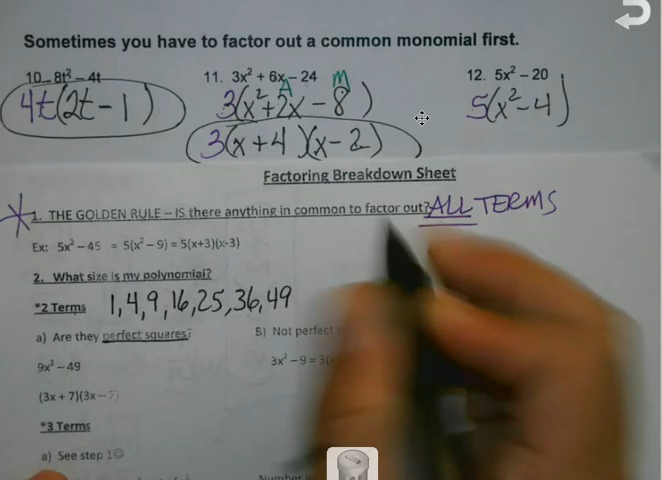 Sometimes you have to factor out a common monomial first.
10. 8t² – 4t
11. 3x² + 6x – 24
12. 5x² – 20
A M
4t(2t – 1)
3(x² + 2x – 8)
5(x² – 4)
3(x + 4)(x – 2)
Factoring Breakdown Sheet
1. THE GOLDEN RULE – IS there anything in common to factor out? ALL TERMS
Ex: 5x² – 45 = 5(x² – 9) = 5(x+3)(x-3)
2. What size is my polynomial?
*2 Terms 1,4,9,16,25,36,49
a) Are they perfect squares?
B) Not perfect
9x² – 49
3x² – 9 = 3(
(3x + 7)(3x – 7)
*3 Terms
a) See step 1☺